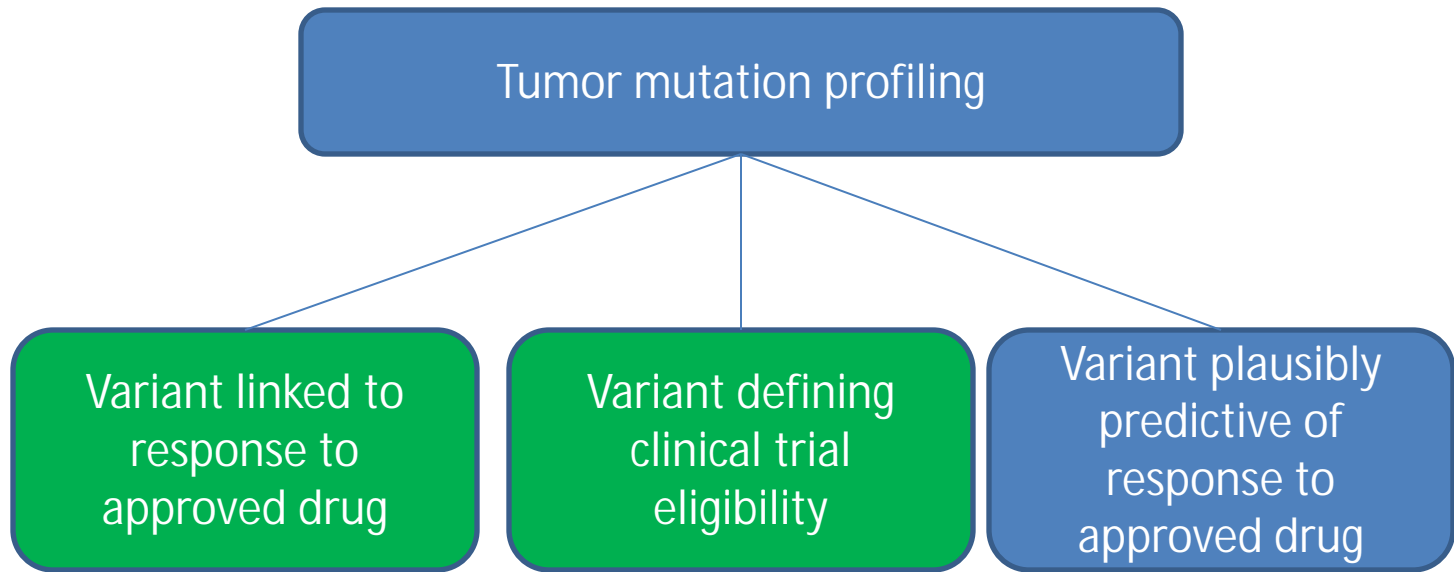 Tumor mutation profiling
Variant linked to
response to
approved drug
Variant defining
clinical trial
eligibility
Variant plausibly
predictive of
response to
approved drug